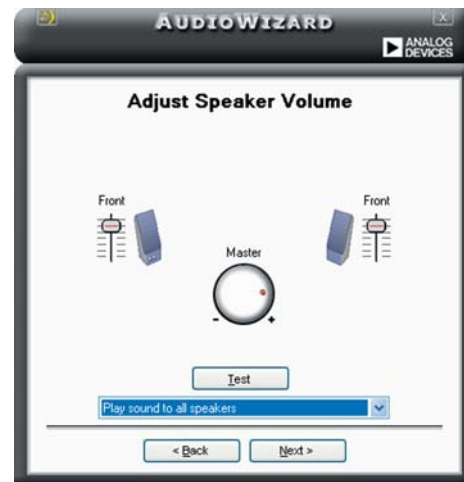 AUDIOWIZARD
X
ANALOG
DEVICES
Adjust Speaker Volume
Front
Front
Master
- +
Test
Play sound to all speakers
< Back Next >